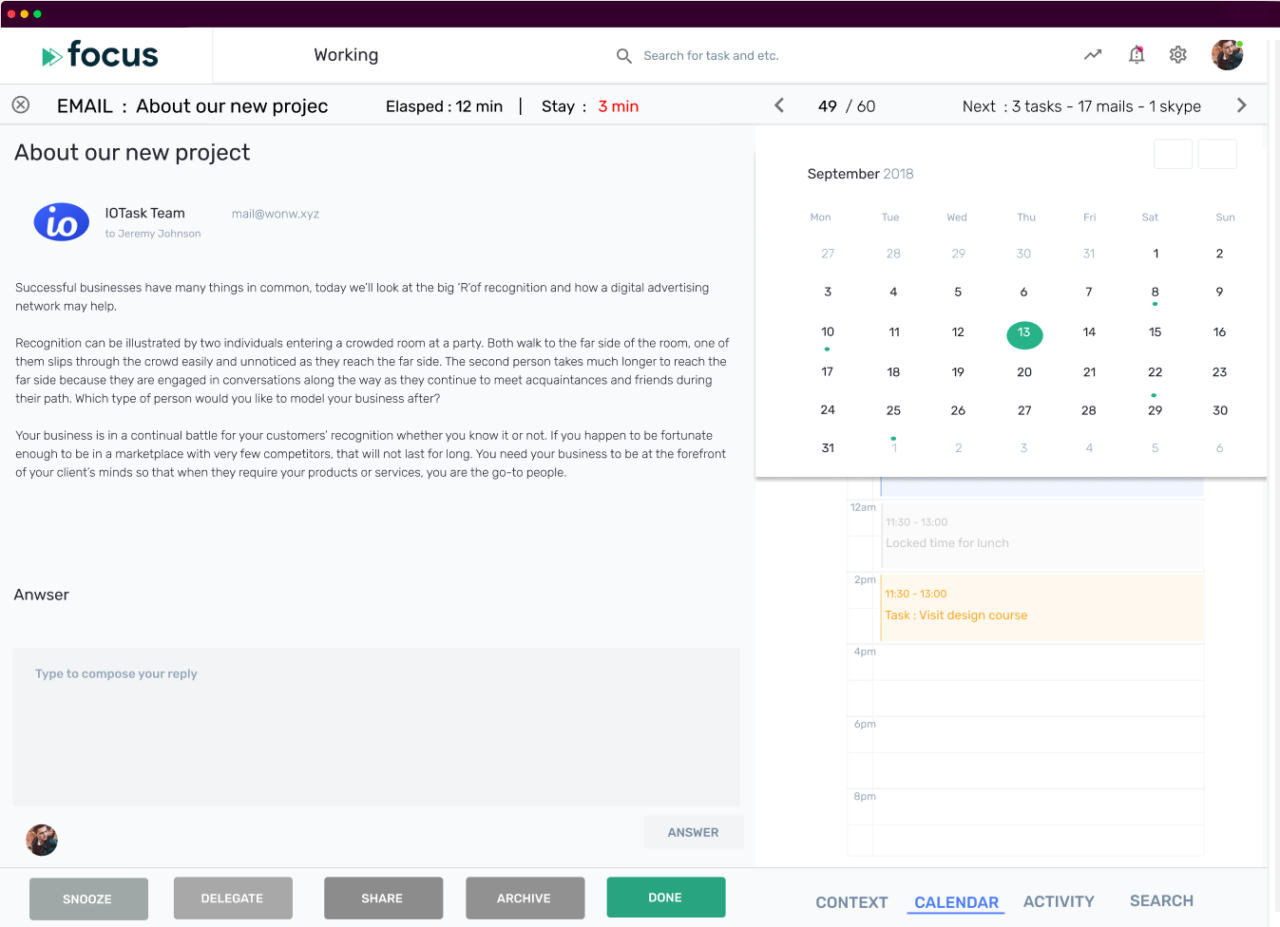 focus
Working
Search for task and etc.
EMAIL : About our new projec
Elasped : 12 min | Stay : 3 min
49 / 60
Next : 3 tasks - 17 mails - 1 skype
About our new project
io
IOTask Team
mail@wonw.xyz
to Jeremy Johnson
Successful businesses have many things in common, today we'll look at the big 'R'of recognition and how a digital advertising
network may help.
Recognition can be illustrated by two individuals entering a crowded room at a party. Both walk to the far side of the room, one of
them slips through the crowd easily and unnoticed as they reach the far side. The second person takes much longer to reach the
far side because they are engaged in conversations along the way as they continue to meet acquaintances and friends during
their path. Which type of person would you like to model your business after?
Your business is in a continual battle for your customers' recognition whether you know it or not. If you happen to be fortunate
enough to be in a marketplace with very few competitors, that will not last for long. You need your business to be at the forefront
of your client's minds so that when they require your products or services, you are the go-to people.
Anwser
Type to compose your reply
ANSWER
SNOOZE
DELEGATE
SHARE
ARCHIVE
DONE
September 2018
Mon Tue Wed Thu Fri Sat Sun
27 28 29 30 31 1 2
3 4 5 6 7 8 9
10 11 12 13 14 15 16
17 18 19 20 21 22 23
24 25 26 27 28 29 30
31 1 2 3 4 5 6
12am
11:30 - 13:00
Locked time for lunch
2pm
11:30 - 13:00
Task : Visit design course
4pm
6pm
8pm
CONTEXT
CALENDAR
ACTIVITY
SEARCH